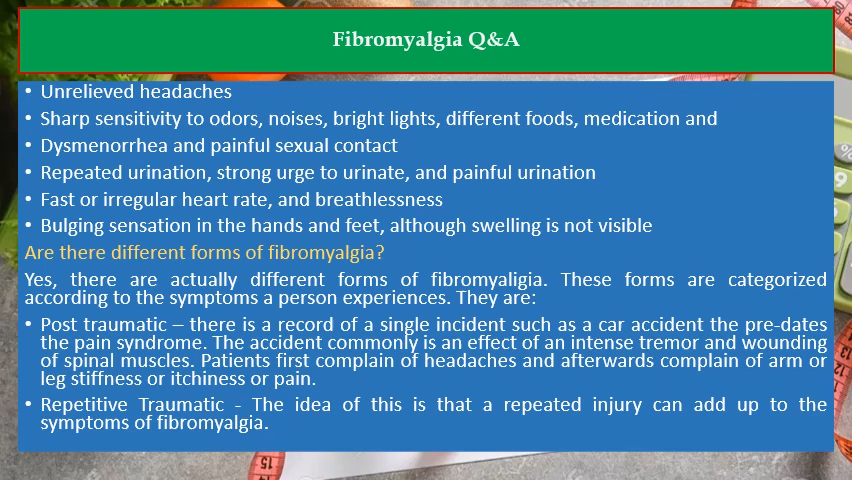 Fibromyalgia Q&A
• Unrelieved headaches
• Sharp sensitivity to odors, noises, bright lights, different foods, medication and
• Dysmenorrhea and painful sexual contact
• Repeated urination, strong urge to urinate, and painful urination
• Fast or irregular heart rate, and breathlessness
• Bulging sensation in the hands and feet, although swelling is not visible
Are there different forms of fibromyalgia?
Yes, there are actually different forms of fibromyaligia. These forms are categorized
according to the symptoms a person experiences. They are:
• Post traumatic – there is a record of a single incident such as a car accident the pre-dates
the pain syndrome. The accident commonly is an effect of an intense tremor and wounding
of spinal muscles. Patients first complain of headaches and afterwards complain of arm or
leg stiffness or itchiness or pain.
• Repetitive Traumatic - The idea of this is that a repeated injury can add up to the
symptoms of fibromyalgia.
15